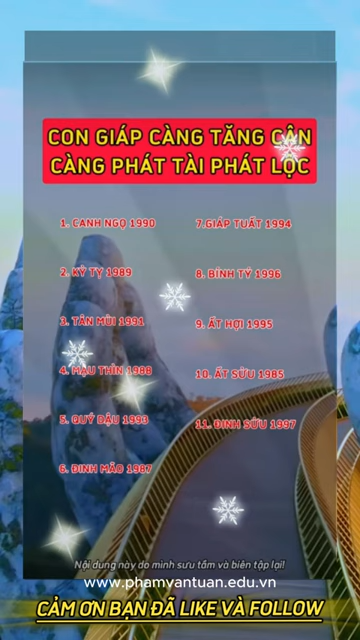 CON GIÁP CÀNG TĂNG CÂN
CÀNG PHÁT TÀI PHÁT LỘC
1. CANH NGỌ 1990
2. KỶ TỴ 1989
3. TÂN MÙI 1991
4. MẬU THÌN 1988
5. QUÝ DẬU 1993
6. ĐINH MÃO 1987
7.GIÁP TUẤT 1994
8. BÍNH TÝ 1996
9. ẤT HỢI 1995
10. ẤT SỬU 1985
11. ĐINH SỬU 1997
Nội dung này do mình sưu tầm và biên tập lại!
www.phamvantuan.edu.vn
CẢM ƠN BẠN ĐÃ LIKE VÀ FOLLOW